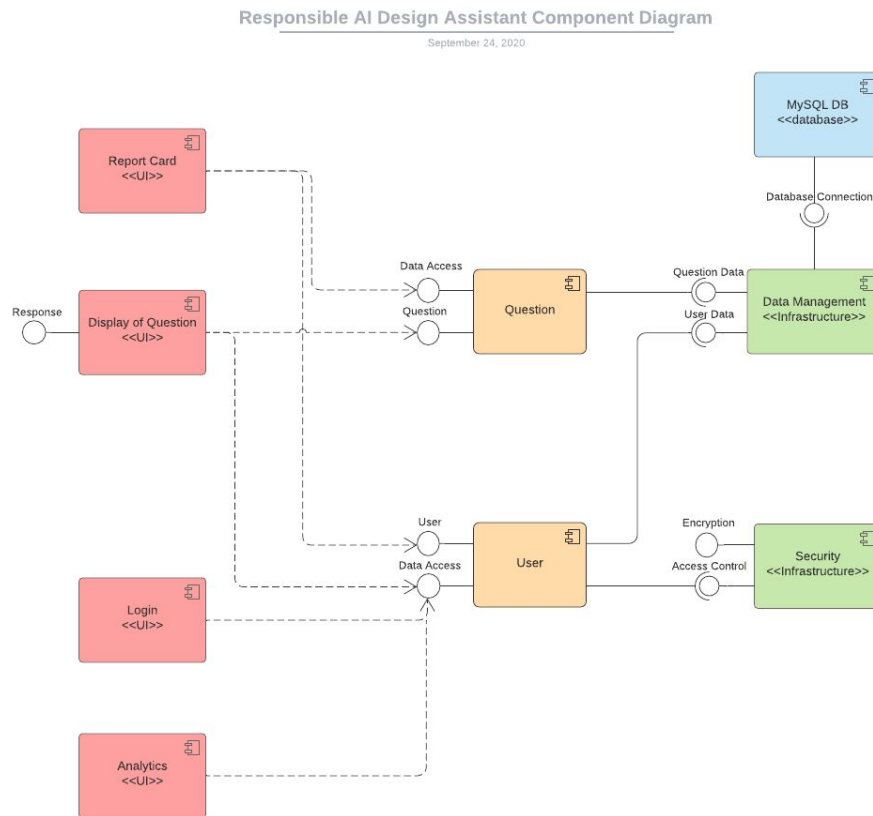 Responsible AI Design Assistant Component Diagram
September 24, 2020
MySQL DB
<<database>>
Report Card
<<UI>>
Database Connection
Data Access
Question Data
Response
Display of Question
<<UI>>
Question
Question
User Data
Data Management
<<Infrastructure>>
User
Encryption
Data Access
User
Access Control
Security
<<Infrastructure>>
Login
<<UI>>
Analytics
<<UI>>